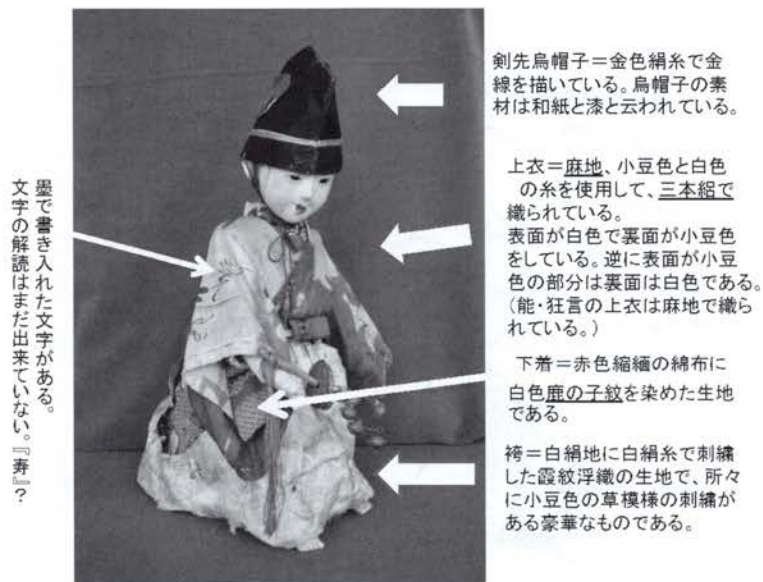 剣先烏帽子＝金色絹糸で金
線を描いている。烏帽子の素
材は和紙と漆と云われている。
上衣＝麻地、小豆色と白色
の糸を使用して、三本絽で
織られている。
表面が白色で裏面が小豆色
をしている。逆に表面が小豆
色の部分は裏面は白色である。
（能・狂言の上衣は麻地で織ら
れている。）
下着＝赤色縮緬の綿布に
白色鹿の子紋を染めた生地
である。
袴＝白絹地に白絹糸で刺繍
した霞紋浮織の生地で、所々
に小豆色の草模様の刺繍が
ある豪華なものである。
墨で書き入れた文字がある。
文字の解読はまだ出来ていない。『寿』？